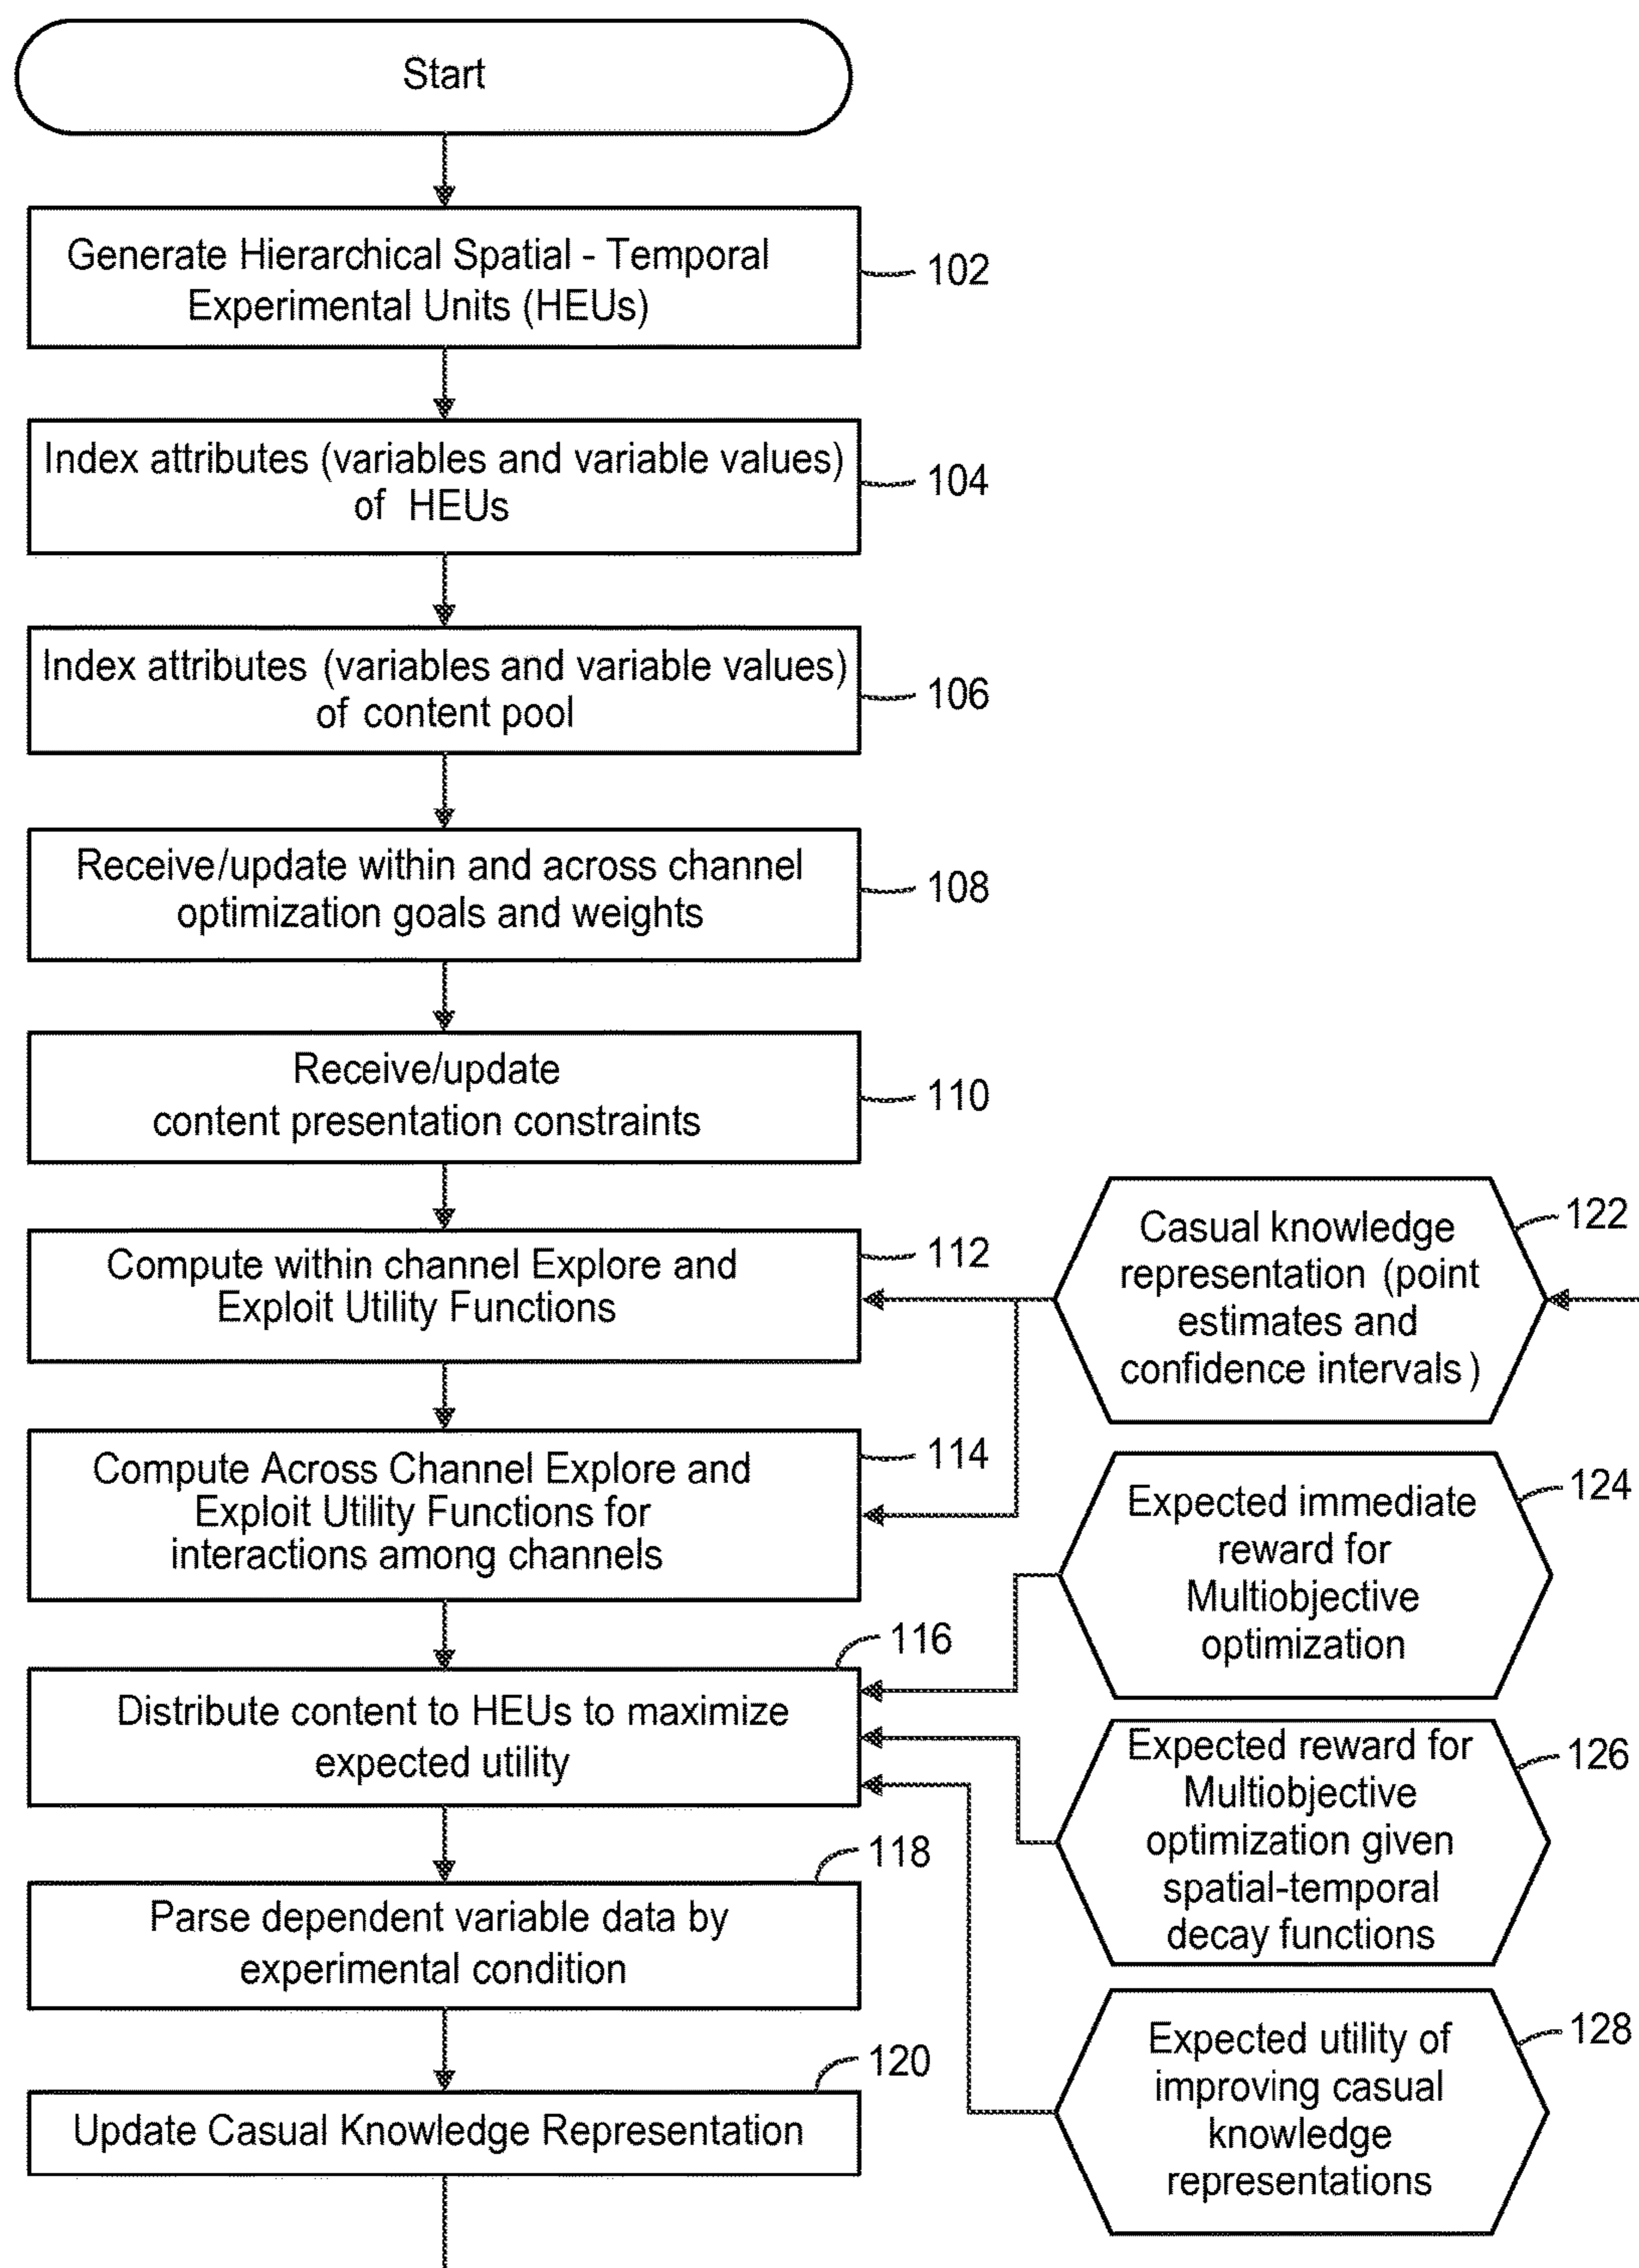 Start
Generate Hierarchical Spatial - Temporal
Experimental Units (HEUs)
102
Index attributes (variables and variable values)
of HEUs
104
Index attributes (variables and variable values)
of content pool
106
Receive/update within and across channel
optimization goals and weights
108
Receive/update
content presentation constraints
110
Compute within channel Explore and
Exploit Utility Functions
112
Casual knowledge
representation (point
estimates and
confidence intervals)
122
Compute Across Channel Explore and
Exploit Utility Functions for
interactions among channels
114
Expected immediate
reward for
Multiobjective
optimization
124
Distribute content to HEUs to maximize
expected utility
116
Expected reward for
Multiobjective
optimization given
spatial-temporal
decay functions
126
Parse dependent variable data by
experimental condition
118
Expected utility of
improving casual
knowledge
representations
128
Update Casual Knowledge Representation
120